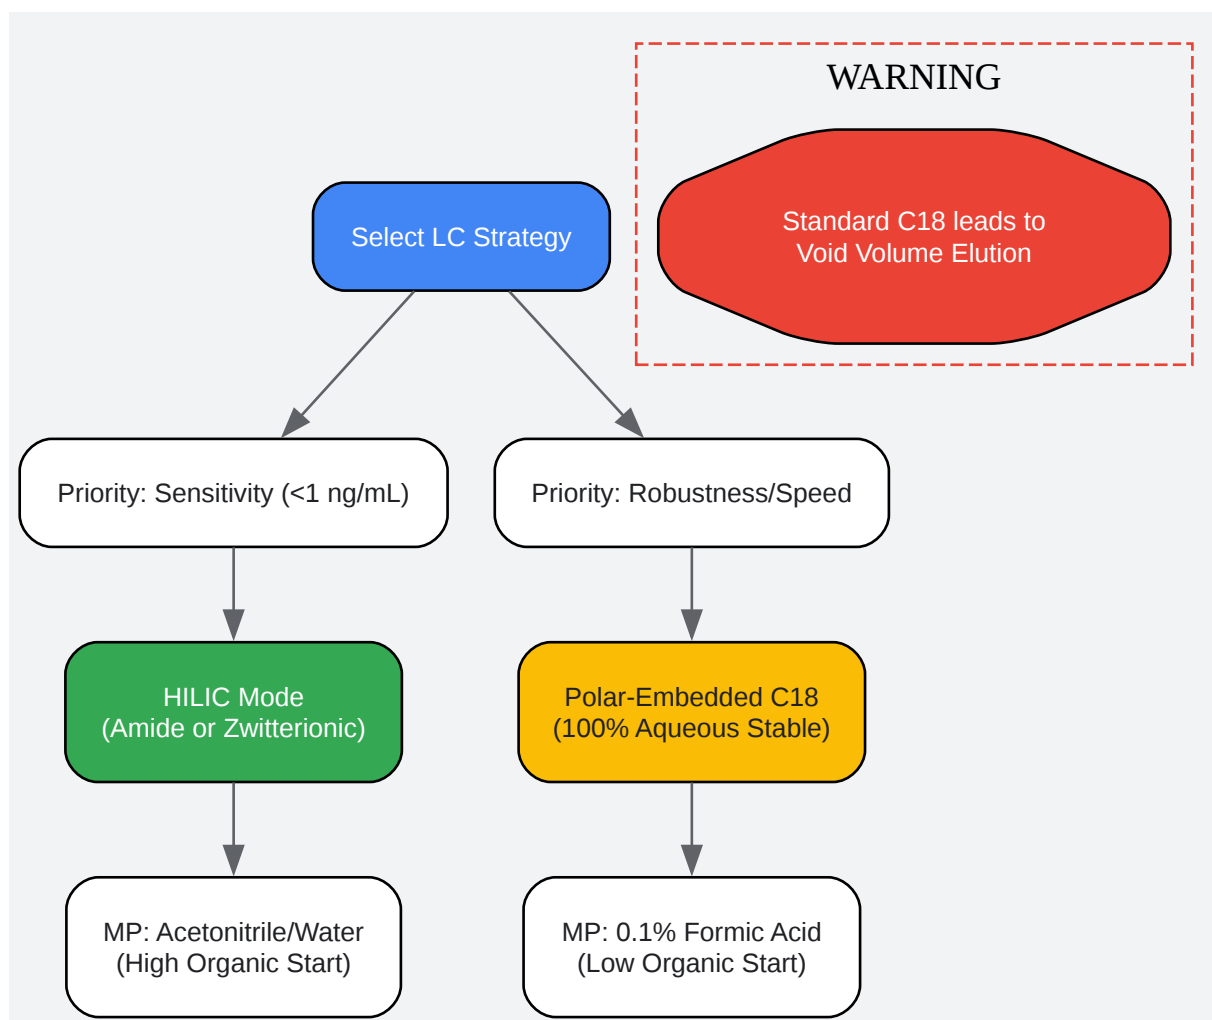 WARNING
Standard C18 leads to
Void Volume Elution
Select LC Strategy
Priority: Sensitivity (<1 ng/mL)
Priority: Robustness/Speed
HILIC Mode
(Amide or Zwitterionic)
Polar-Embedded C18
(100% Aqueous Stable)
MP: Acetonitrile/Water
(High Organic Start)
MP: 0.1% Formic Acid
(Low Organic Start)